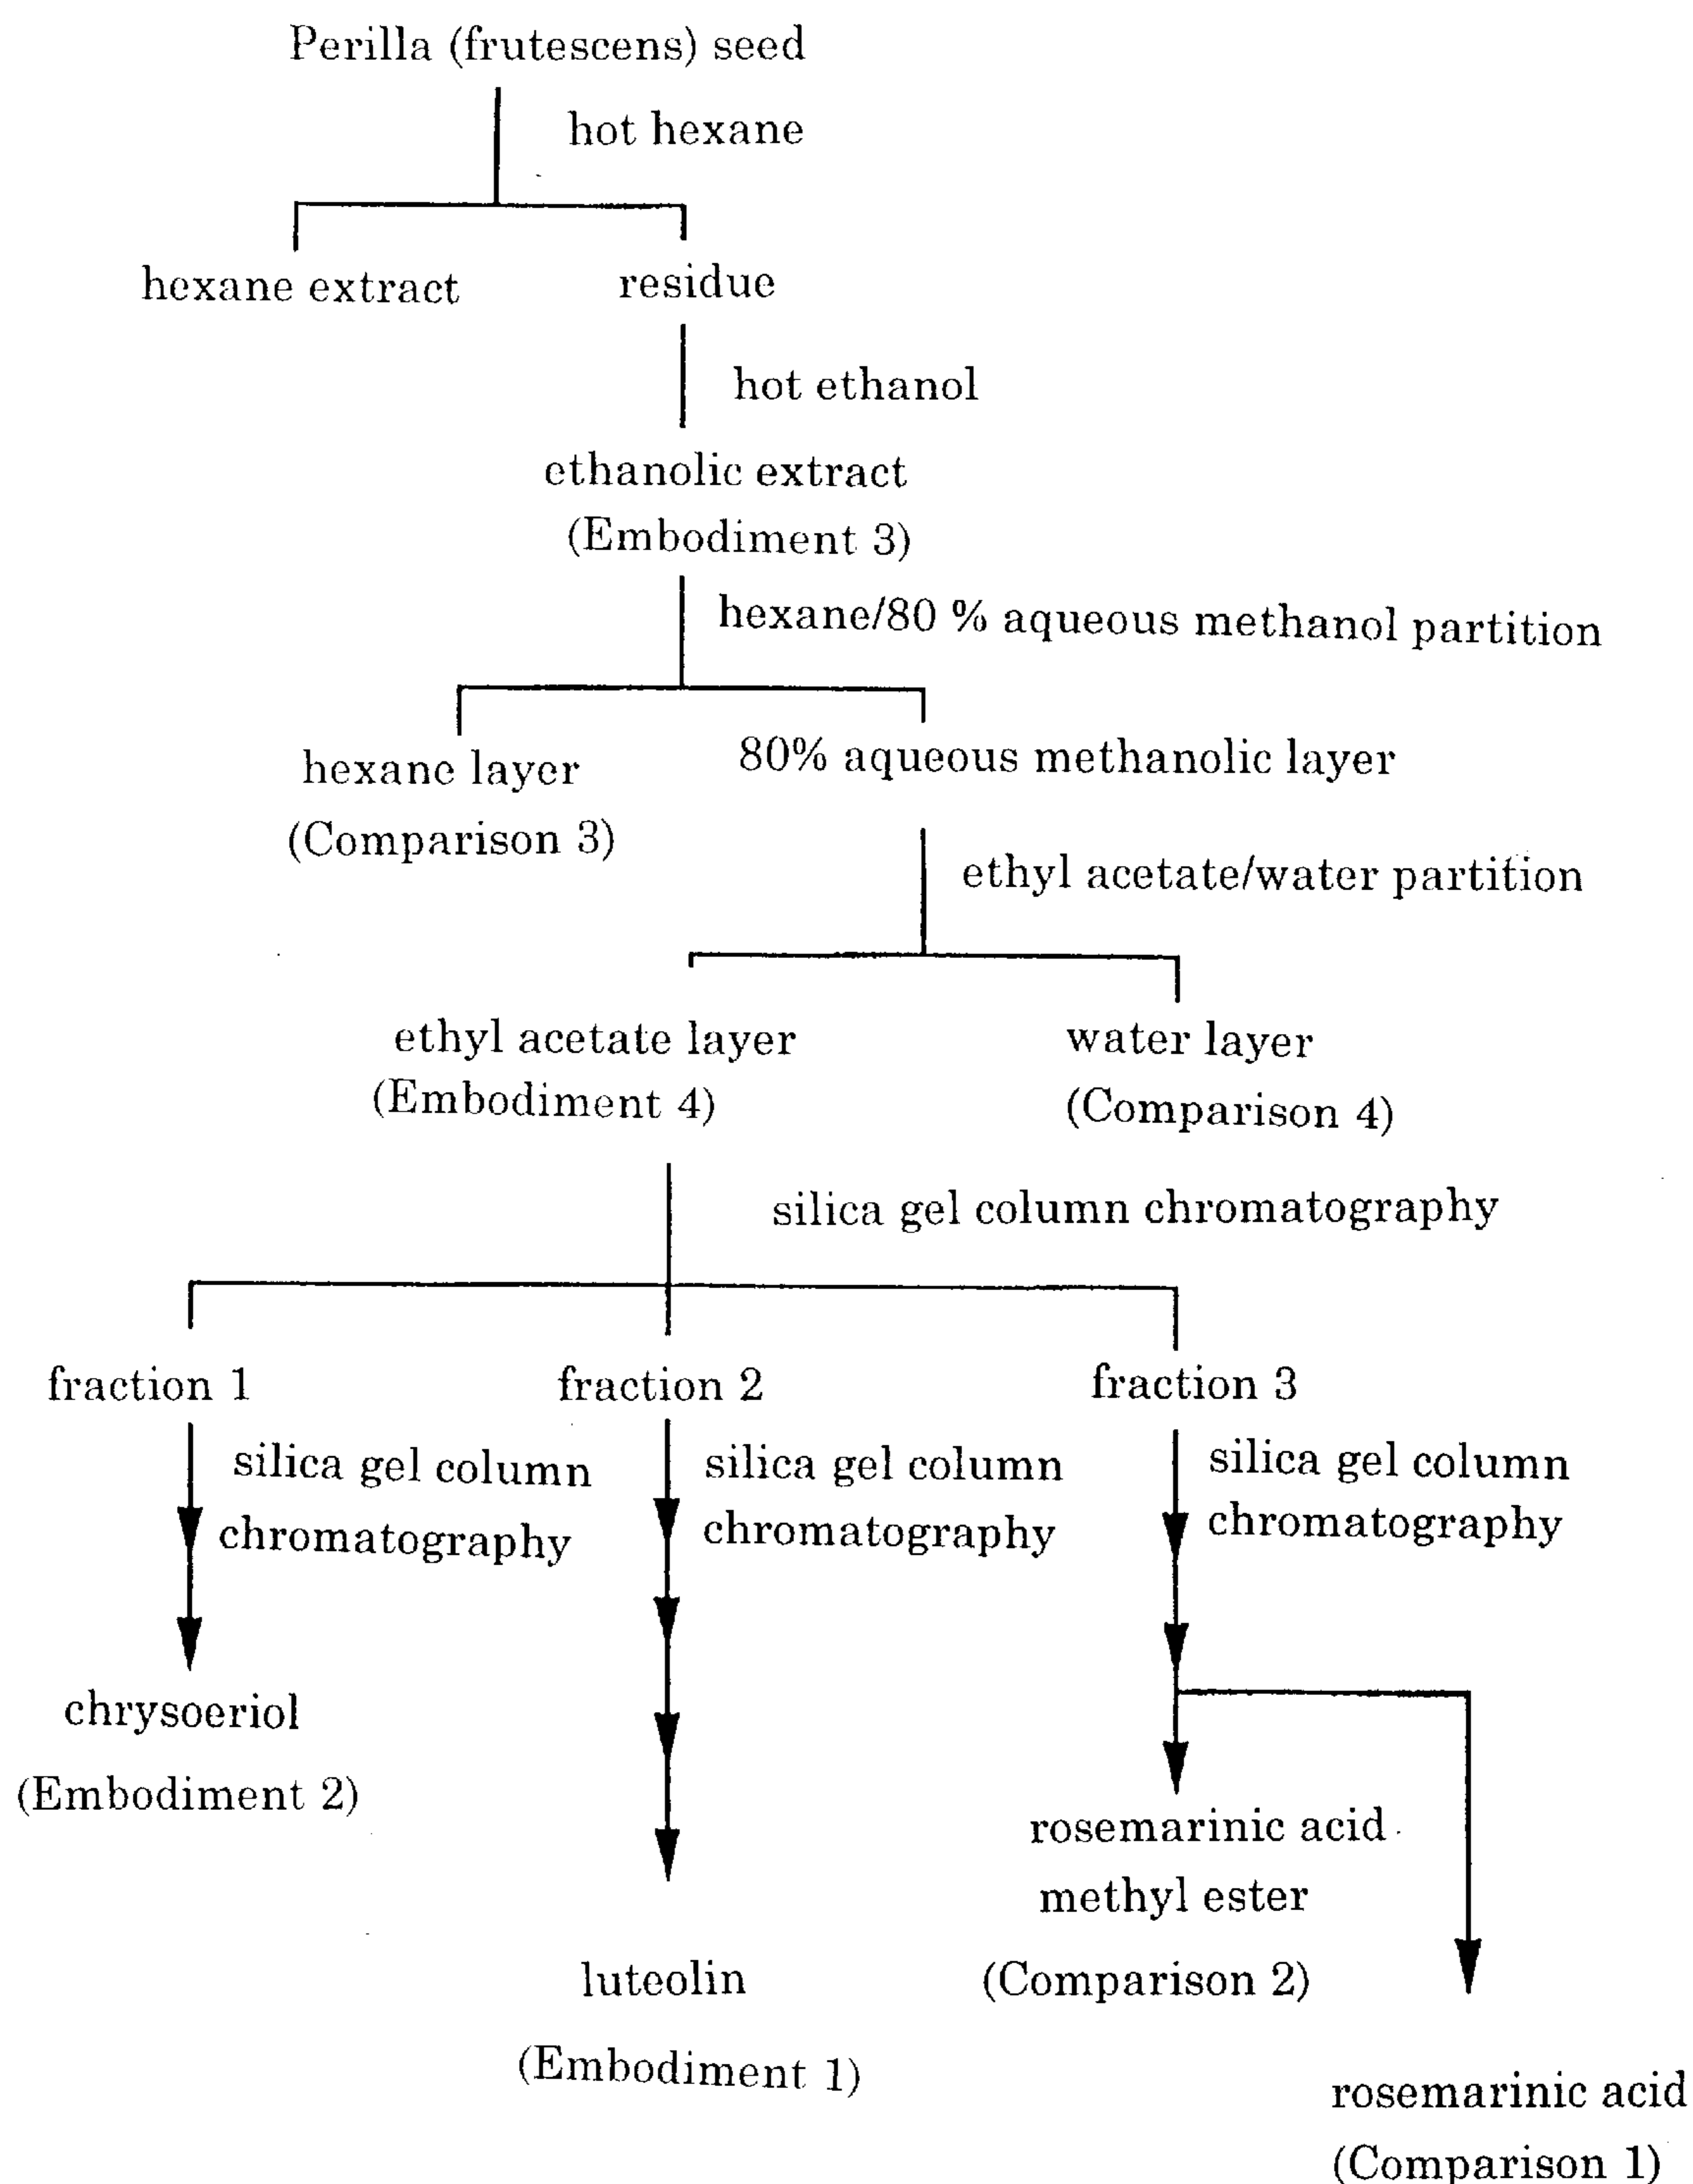 Perilla (frutescens) seed
hot hexane
hexane extract
residue
hot ethanol
ethanolic extract
(Embodiment 3)
hexane/80 % aqueous methanol partition
hexane layer
(Comparison 3)
80% aqueous methanolic layer
ethyl acetate/water partition
ethyl acetate layer
(Embodiment 4)
water layer
(Comparison 4)
silica gel column chromatography
fraction 1
fraction 2
fraction 3
silica gel column
chromatography
silica gel column
chromatography
silica gel column
chromatography
chrysoeriol
(Embodiment 2)
luteolin
(Embodiment 1)
rosemarinic acid
methyl ester
(Comparison 2)
rosemarinic acid
(Comparison 1)